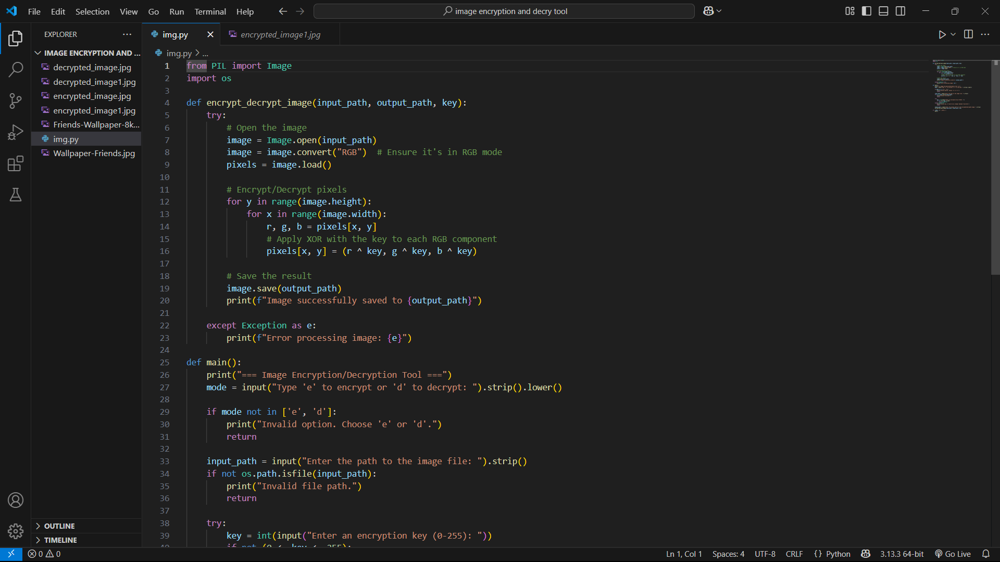 File Edit Selection View Go Run Terminal Help
image encryption and decry tool
EXPLORER
IMAGE ENCRYPTION AND ...
decrypted_image.jpg
decrypted_image1.jpg
encrypted_image.jpg
encrypted_image1.jpg
Friends-Wallpaper-8k...
img.py
Wallpaper-Friends.jpg
OUTLINE
TIMELINE
img.py
encrypted_image1.jpg
img.py > ...
1 from PIL import Image
2 import os
3
4 def encrypt_decrypt_image(input_path, output_path, key):
5     try:
6         # Open the image
7         image = Image.open(input_path)
8         image = image.convert("RGB")  # Ensure it's in RGB mode
9         pixels = image.load()
10
11         # Encrypt/Decrypt pixels
12         for y in range(image.height):
13             for x in range(image.width):
14                 r, g, b = pixels[x, y]
15                 # Apply XOR with the key to each RGB component
16                 pixels[x, y] = (r ^ key, g ^ key, b ^ key)
17
18         # Save the result
19         image.save(output_path)
20         print(f"Image successfully saved to {output_path}")
21
22     except Exception as e:
23         print(f"Error processing image: {e}")
24
25 def main():
26     print("=== Image Encryption/Decryption Tool ===")
27     mode = input("Type 'e' to encrypt or 'd' to decrypt: ").strip().lower()
28
29     if mode not in ['e', 'd']:
30         print("Invalid option. Choose 'e' or 'd'.")
31         return
32
33     input_path = input("Enter the path to the image file: ").strip()
34     if not os.path.isfile(input_path):
35         print("Invalid file path.")
36         return
37
38     try:
39         key = int(input("Enter an encryption key (0-255): "))
0 0
Ln 1, Col 1 Spaces: 4 UTF-8 CRLF {} Python 3.13.3 64-bit Go Live